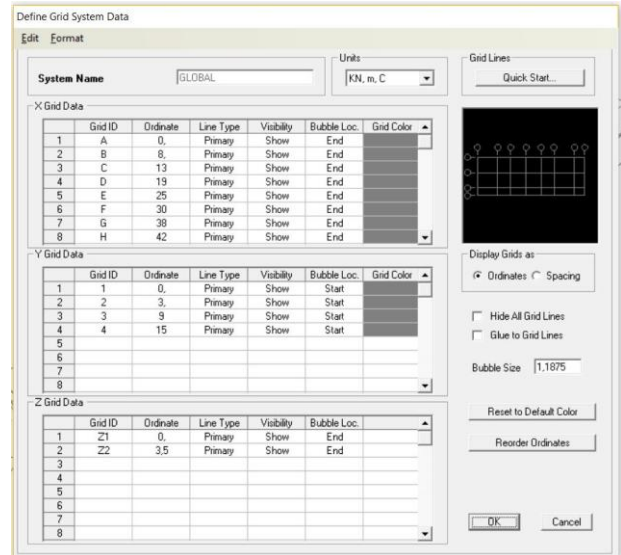 Define Grid System Data
Edit Format
System Name GLOBAL
Units
KN, m, C
Grid Lines
Quick Start...
X Grid Data
Grid ID Ordinate Line Type Visibility Bubble Loc. Grid Color
1 A 0, Primary Show End
2 B 8, Primary Show End
3 C 13 Primary Show End
4 D 19 Primary Show End
5 E 25 Primary Show End
6 F 30 Primary Show End
7 G 38 Primary Show End
8 H 42 Primary Show End
Y Grid Data
Grid ID Ordinate Line Type Visibility Bubble Loc. Grid Color
1 1 0, Primary Show Start
2 2 3, Primary Show Start
3 3 9 Primary Show Start
4 4 15 Primary Show Start
5
6
7
8
Z Grid Data
Grid ID Ordinate Line Type Visibility Bubble Loc.
1 Z1 0, Primary Show End
2 Z2 3,5 Primary Show End
3
4
5
6
7
8
Display Grids as
Ordinates Spacing
Hide All Grid Lines
Glue to Grid Lines
Bubble Size 1,1875
Reset to Default Color
Reorder Ordinates
OK Cancel